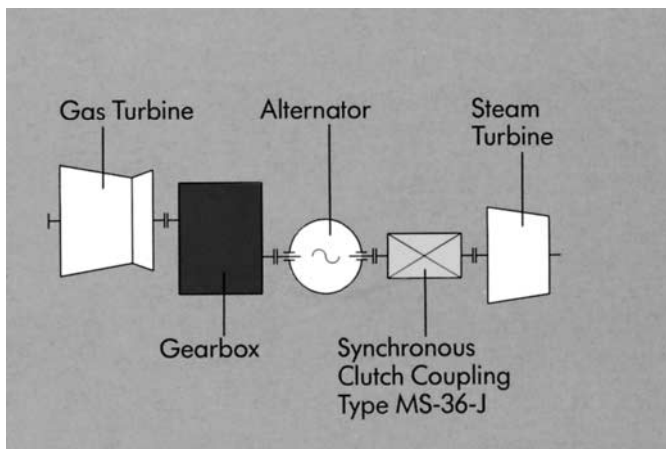 Gas Turbine
Alternator
Steam
Turbine
Gearbox
Synchronous
Clutch Coupling
Type MS-36-J